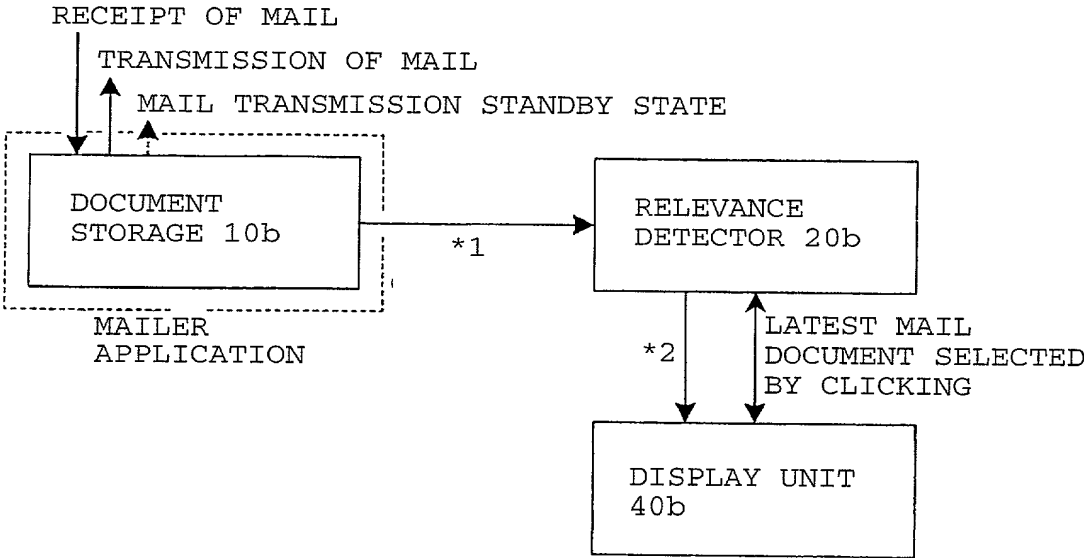 RECEIPT OF MAIL
TRANSMISSION OF MAIL
MAIL TRANSMISSION STANDBY STATE
DOCUMENT
STORAGE 10b
*1
RELEVANCE
DETECTOR 20b
MAILER
APPLICATION
*2
LATEST MAIL
DOCUMENT SELECTED
BY CLICKING
DISPLAY UNIT
40b